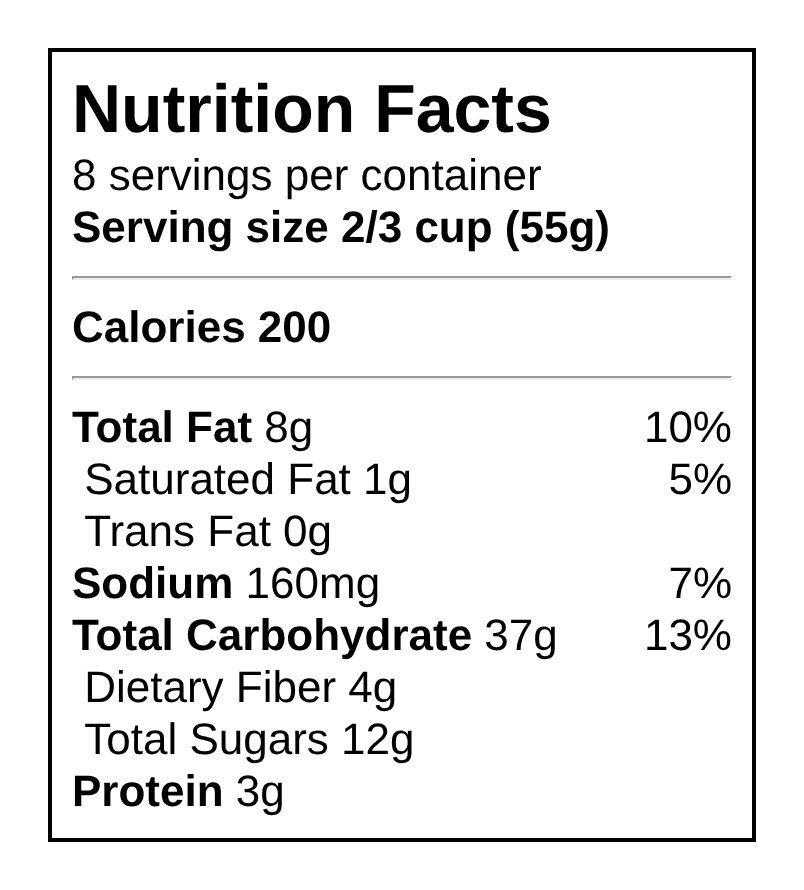 Nutrition Facts
8 servings per container
Serving size 2/3 cup (55g)
Calories 200
Total Fat 8g 10%
Saturated Fat 1g 5%
Trans Fat 0g
Sodium 160mg 7%
Total Carbohydrate 37g 13%
Dietary Fiber 4g
Total Sugars 12g
Protein 3g